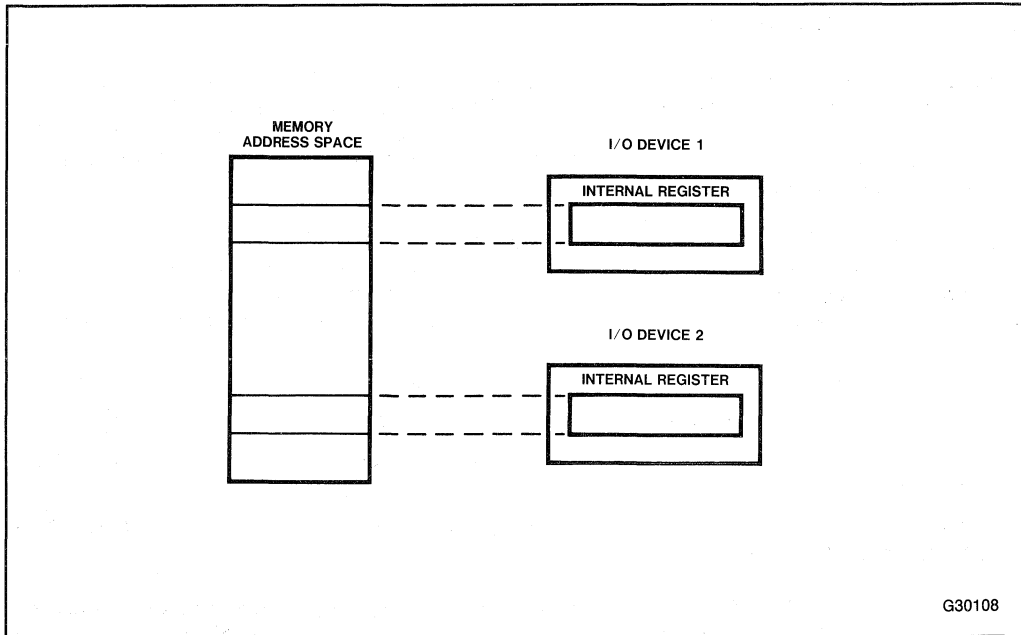 MEMORY
ADDRESS SPACE
I/O DEVICE 1
INTERNAL REGISTER
I/O DEVICE 2
INTERNAL REGISTER
G30108